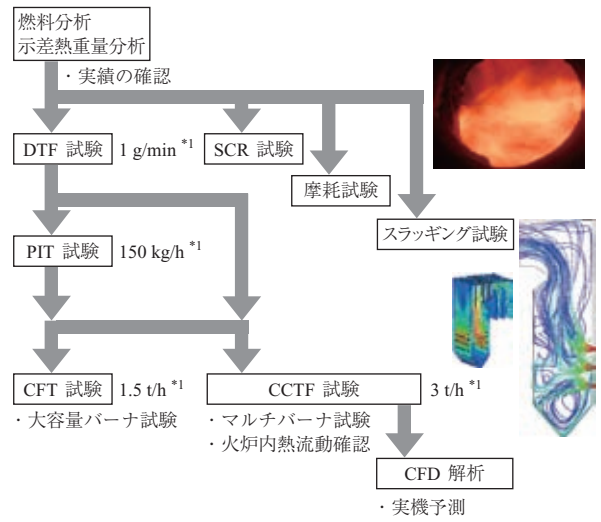 燃料分析
示差熱重量分析
・実績の確認
DTF 試験 1 g/min *1 SCR 試験
摩耗試験
スラッギング試験
PIT 試験 150 kg/h *1
CFT 試験 1.5 t/h *1 CCTF 試験 3 t/h *1
・大容量バーナ試験 ・マルチバーナ試験
・火炉内熱流動確認
CFD 解析
・実機予測